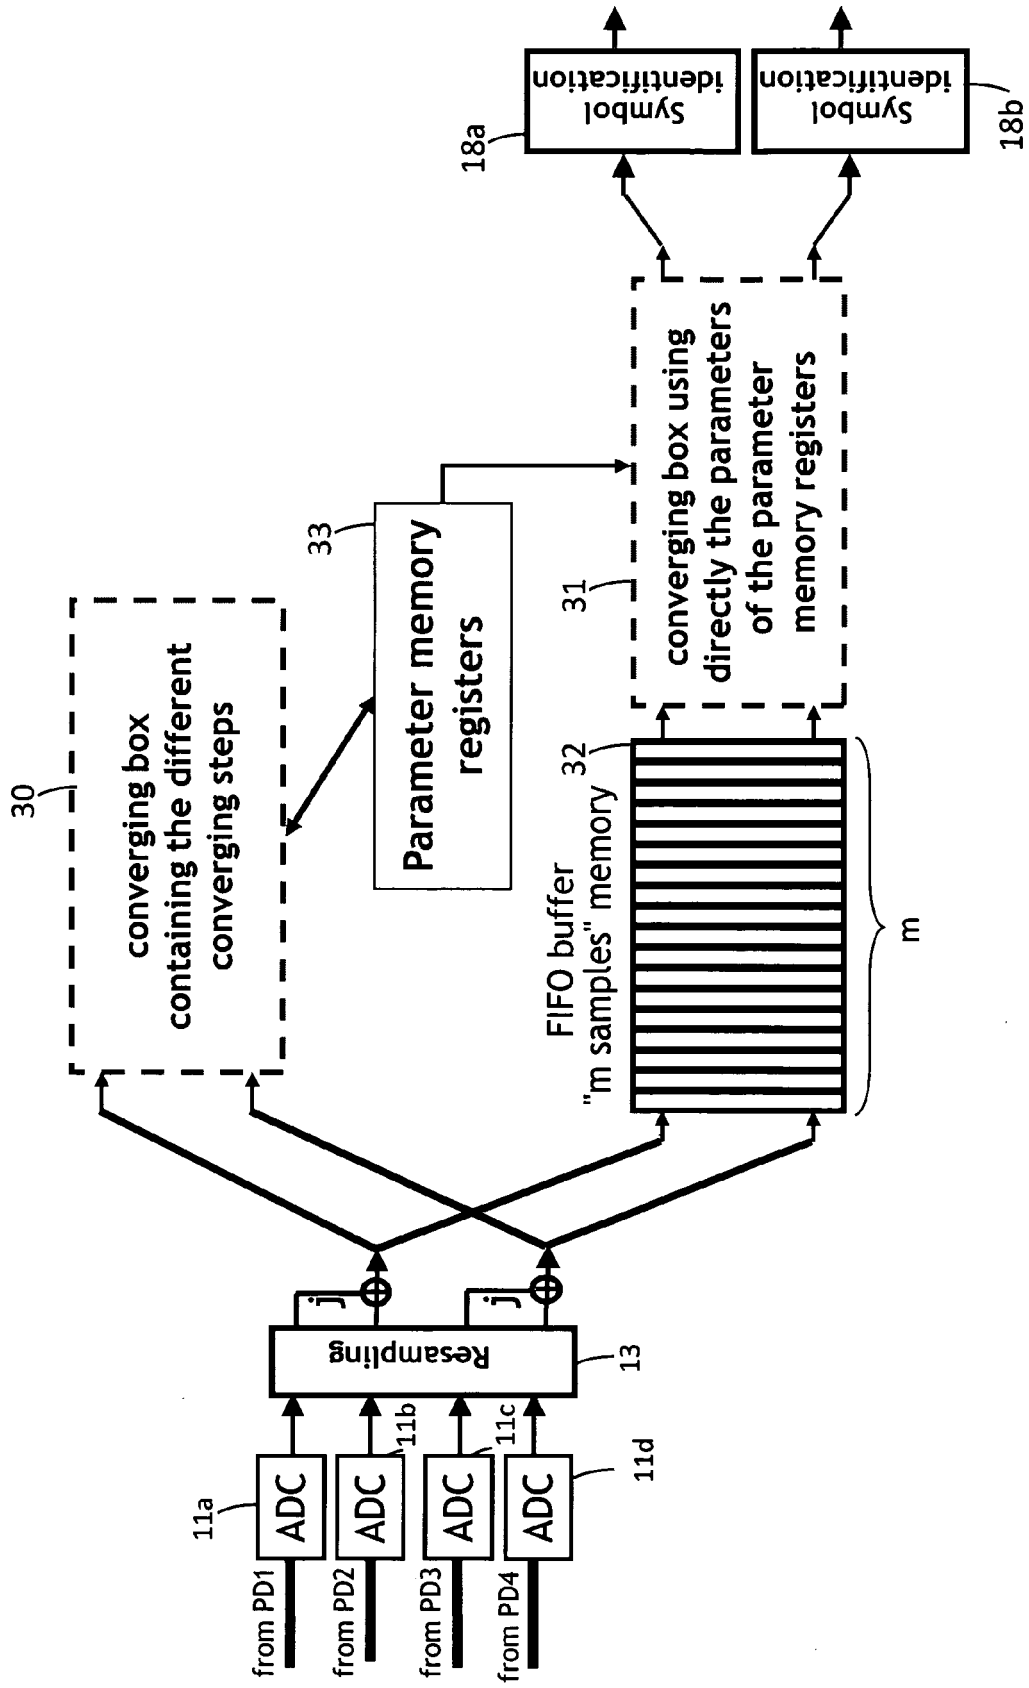 from PD1
from PD2
from PD3
from PD4
11a
ADC
11b
ADC
11c
ADC
11d
ADC
Resampling
13
j
j
30
converging box
containing the different
converging steps
33
Parameter memory
registers
FIFO buffer
"m samples" memory
32
m
31
converging box using
directly the parameters
of the parameter
memory registers
18a
Symbol
identification
Symbol
identification
18b